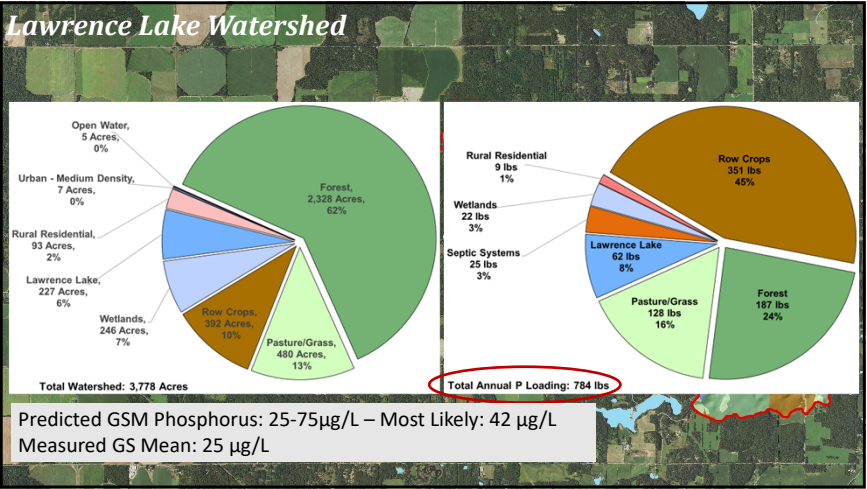 Lawrence Lake Watershed
Open Water,
5 Acres,
0%
Urban - Medium Density,
7 Acres,
0%
Rural Residential,
93 Acres,
2%
Lawrence Lake,
227 Acres,
6%
Wetlands,
246 Acres,
7%
Row Crops,
392 Acres,
10%
Pasture/Grass,
480 Acres,
13%
Forest,
2,328 Acres,
62%
Total Watershed: 3,778 Acres
Rural Residential
9 lbs
1%
Wetlands
22 lbs
3%
Septic Systems
25 lbs
3%
Lawrence Lake
62 lbs
8%
Pasture/Grass
128 lbs
16%
Forest
187 lbs
24%
Row Crops
351 lbs
45%
Total Annual P Loading: 784 lbs
Predicted GSM Phosphorus: 25-75µg/L – Most Likely: 42 µg/L
Measured GS Mean: 25 µg/L